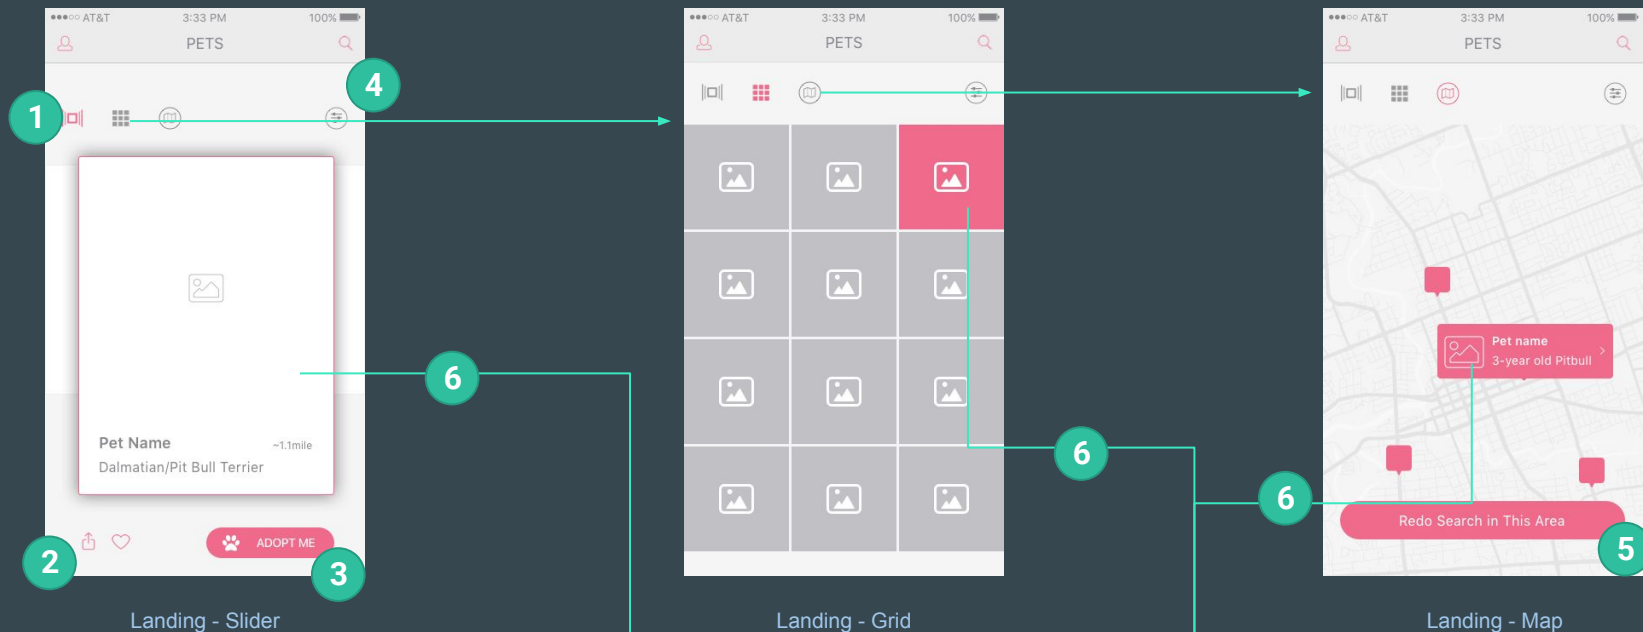 AT&T 3:33 PM 100%
PETS
4
1
6
Pet Name ~1.1mile
Dalmatian/Pit Bull Terrier
ADOPT ME
2
3
Landing - Slider
AT&T 3:33 PM 100%
PETS
6
Landing - Grid
AT&T 3:33 PM 100%
PETS
Pet name
3-year old Pitbull
6
Redo Search in This Area
5
Landing - Map